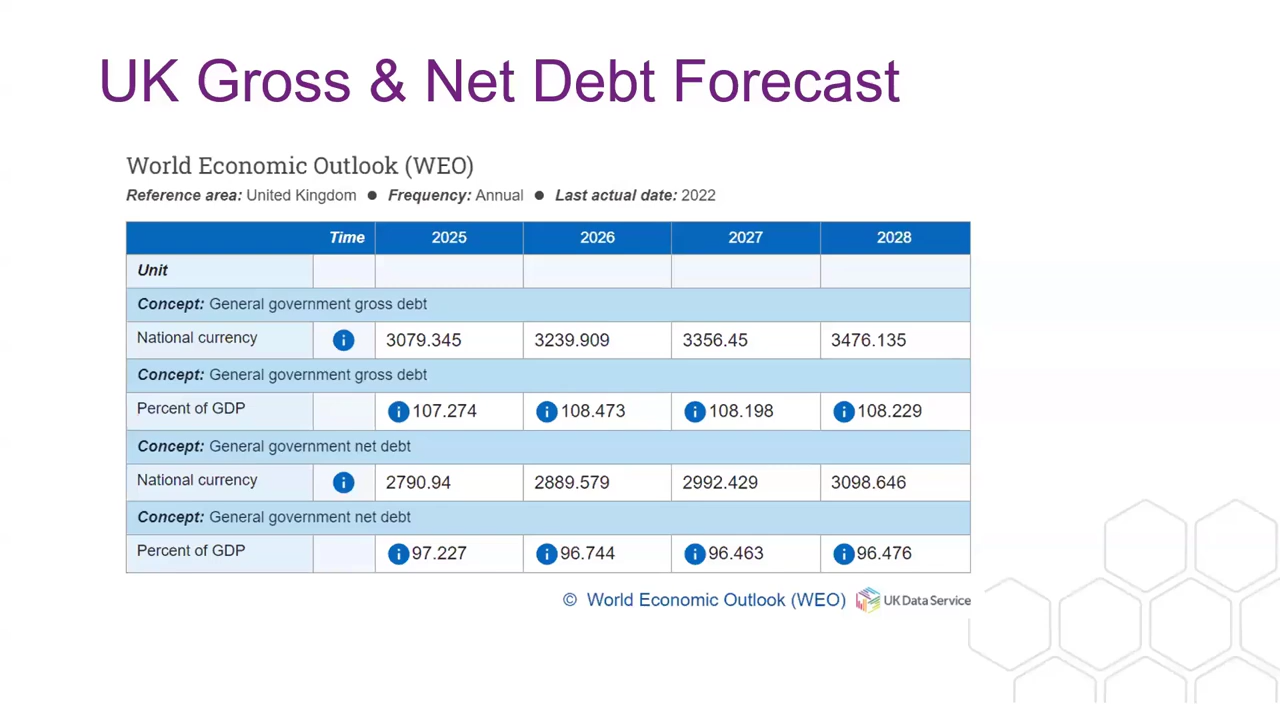 UK Gross & Net Debt Forecast
World Economic Outlook (WEO)
Reference area: United Kingdom ● Frequency: Annual ● Last actual date: 2022
Time 2025 2026 2027 2028
Unit
Concept: General government gross debt
National currency i 3079.345 3239.909 3356.45 3476.135
Concept: General government gross debt
Percent of GDP i 107.274 i 108.473 i 108.198 i 108.229
Concept: General government net debt
National currency i 2790.94 2889.579 2992.429 3098.646
Concept: General government net debt
Percent of GDP i 97.227 i 96.744 i 96.463 i 96.476
© World Economic Outlook (WEO) UK Data Service